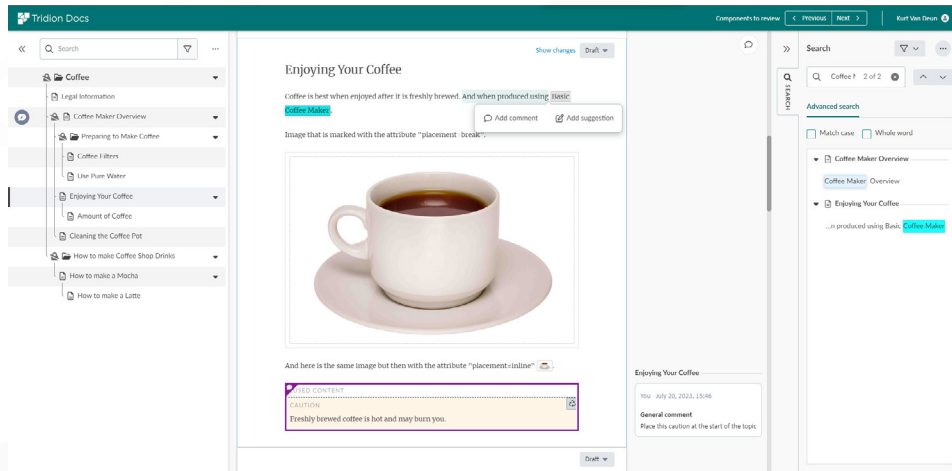 Tridion Docs
Components to review
Previous
Next
Kurt Van Deun
Search
Coffee
Legal Information
Coffee Maker Overview
Preparing to Make Coffee
Coffee Filters
Use Pure Water
Enjoying Your Coffee
Amount of Coffee
Cleaning the Coffee Pot
How to make Coffee Shop Drinks
How to make a Mocha
How to make a Latte
Show changes
Draft
Enjoying Your Coffee
Coffee is best when enjoyed after it is freshly brewed. And when produced using Basic
Coffee Maker.
Add comment
Add suggestion
Image that is marked with the attribute "placement=break".
And here is the same image but then with the attribute "placement=inline" .
USED CONTENT
CAUTION
Freshly brewed coffee is hot and may burn you.
Draft
Enjoying Your Coffee
You · July 20, 2023, 15:46
General comment
Place this caution at the start of the topic
SEARCH
Search
Coffee 2 of 2
Advanced search
Match case
Whole word
Coffee Maker Overview
Coffee Maker Overview
Enjoying Your Coffee
...n produced using Basic Coffee Maker